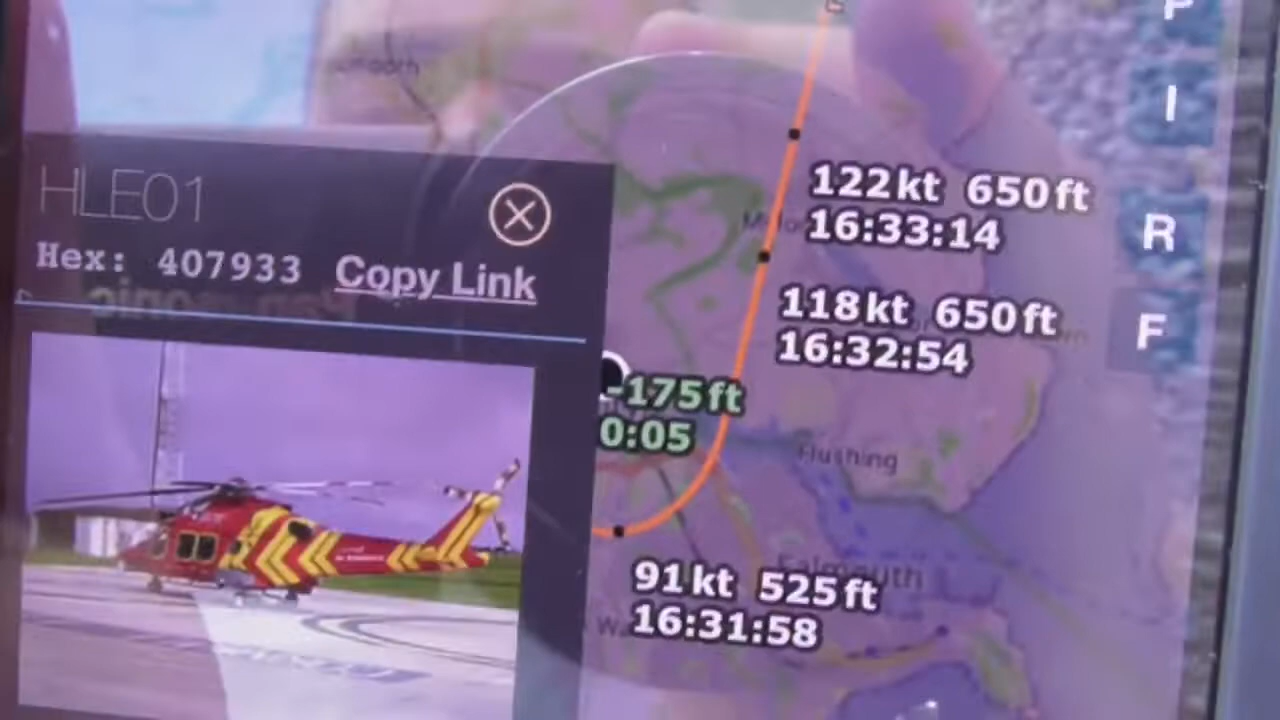 HLE01
Hex: 407933 Copy Link
P
I
R
F
122kt 650ft
16:33:14
118kt 650ft
16:32:54
-175ft
0:05
Flushing
91kt 525ft
Falmouth
16:31:58